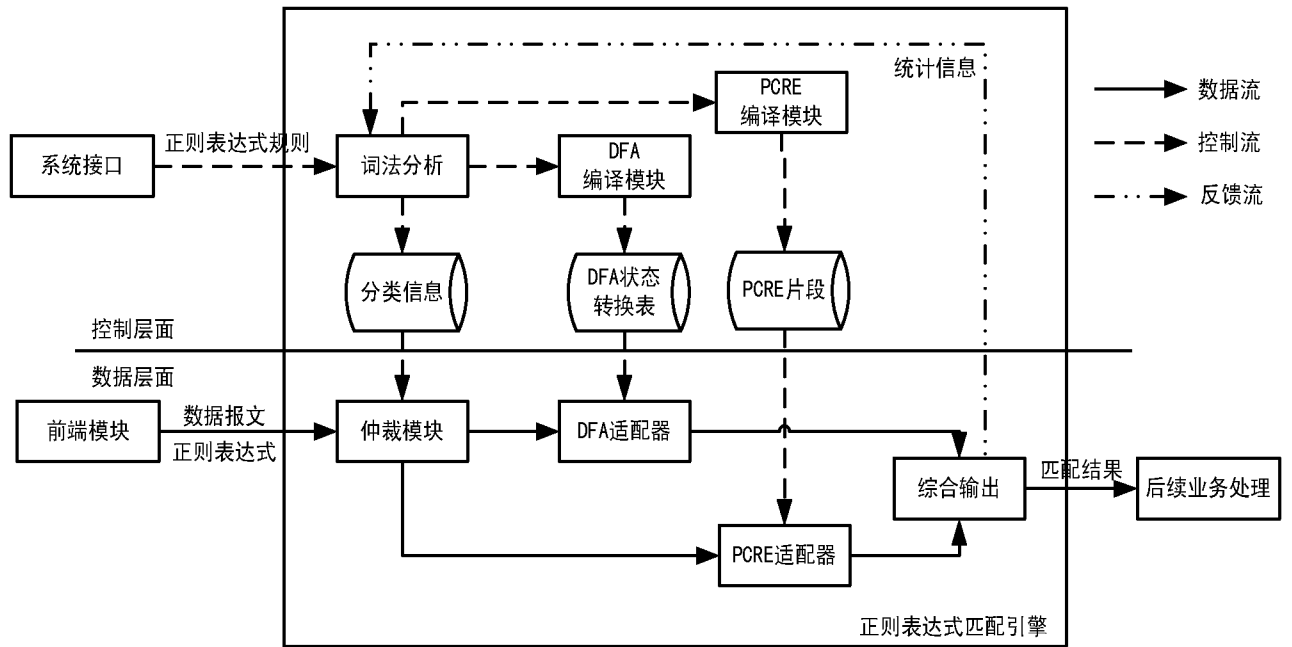 统计信息
PCRE
编译模块
数据流
系统接口
正则表达式规则
词法分析
DFA
编译模块
控制流
反馈流
分类信息
DFA状态
转换表
PCRE片段
控制层面
数据层面
前端模块
数据报文
正则表达式
仲裁模块
DFA适配器
综合输出
匹配结果
后续业务处理
PCRE适配器
正则表达式匹配引擎